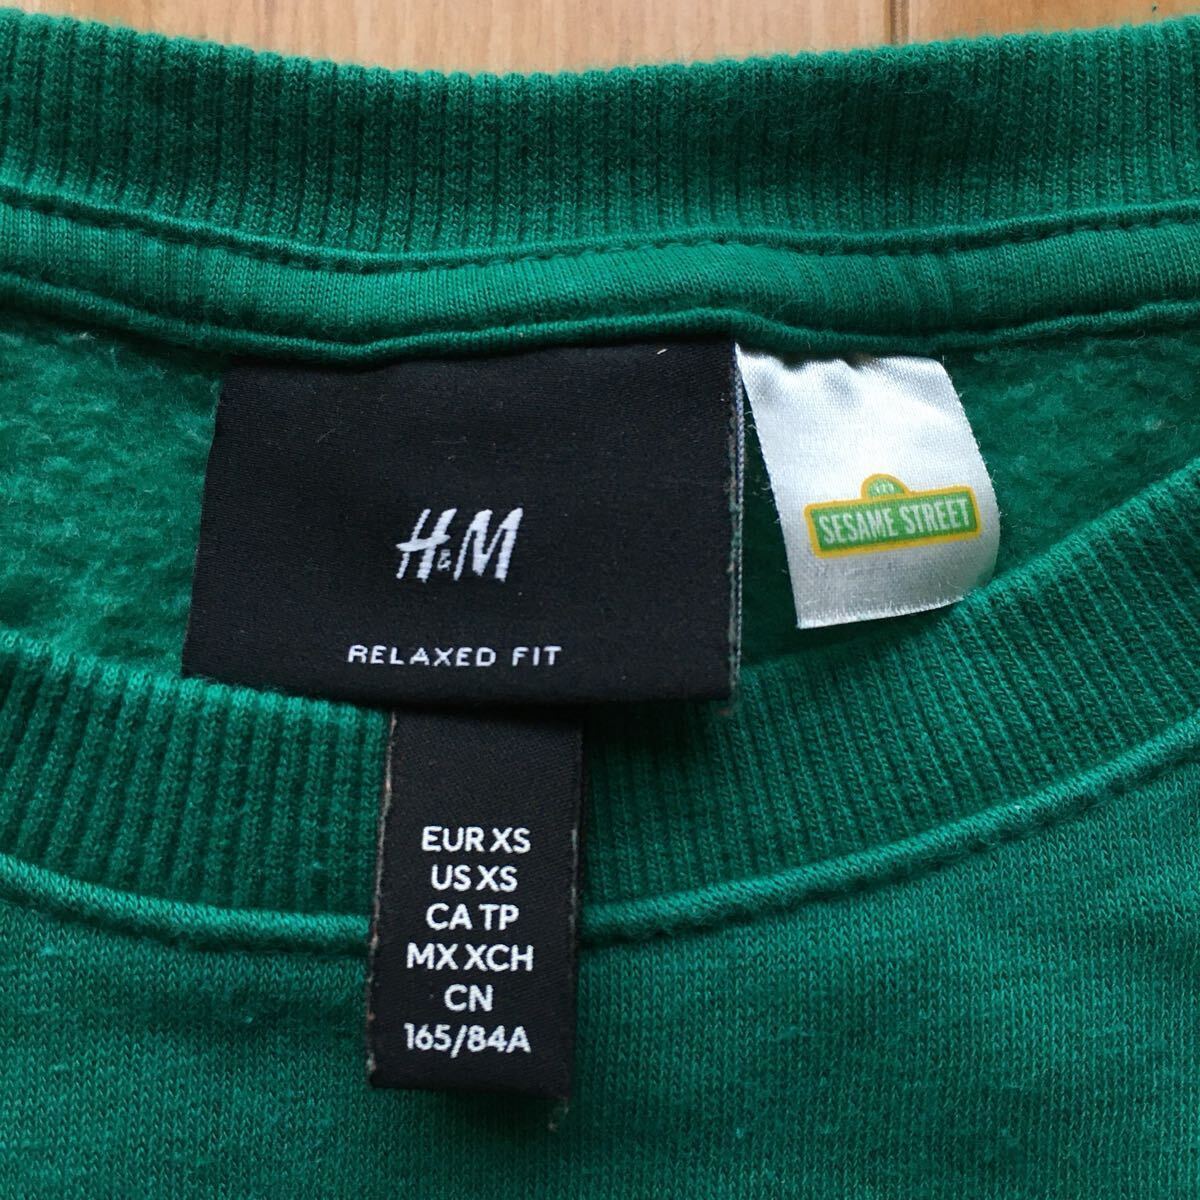 H&M
RELAXED FIT
SESAME STREET
EUR XS
US XS
CA TP
MX XCH
CN
165/84A